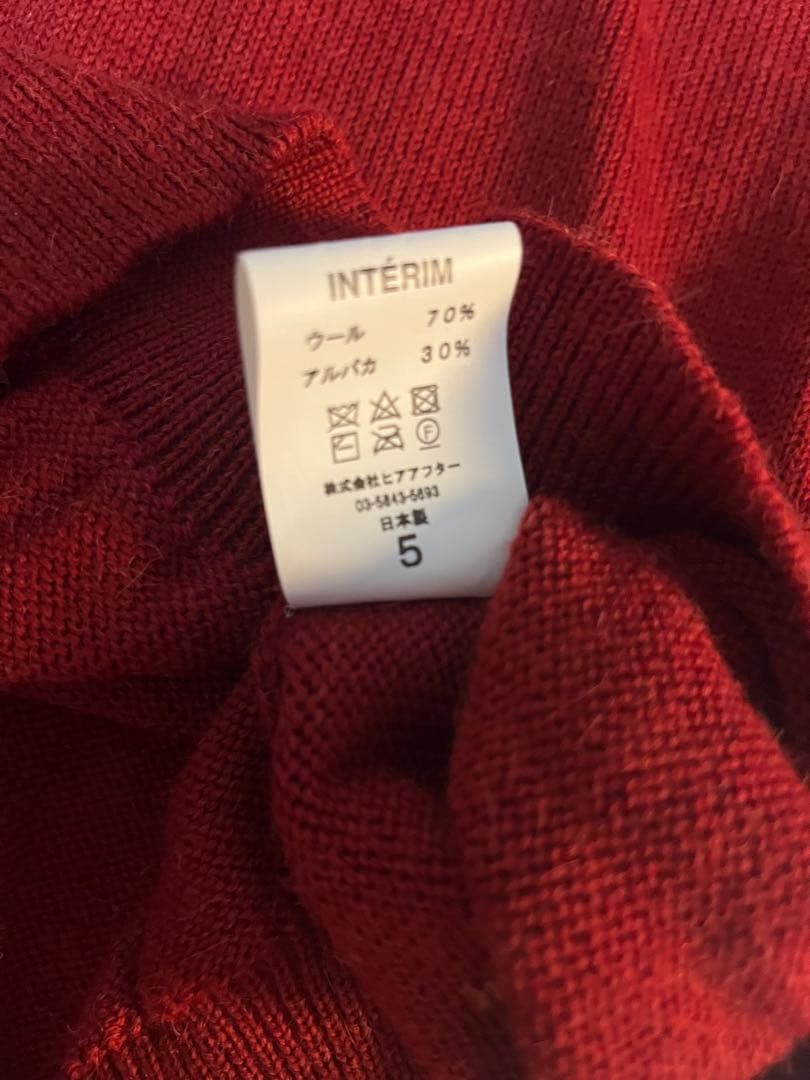 INTÉRIM
ウール 70%
アルパカ 30%
F
株式会社ヒアアフター
03-5843-5693
日本製
5